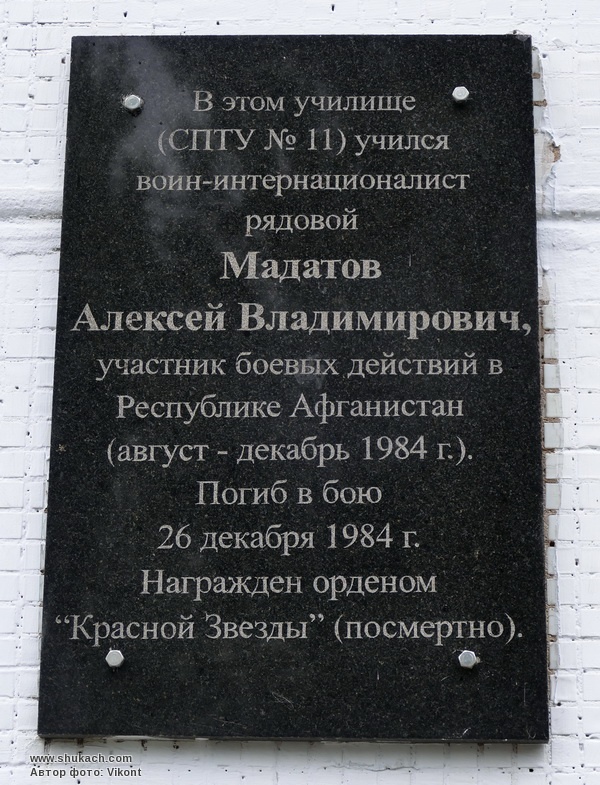 В этом училище
(СПТУ № 11) учился
воин-интернационалист
рядовой
Мадатов
Алексей Владимирович,
участник боевых действий в
Республике Афганистан
(август - декабрь 1984 г.).
Погиб в бою
26 декабря 1984 г.
Награжден орденом
“Красной Звезды” (посмертно).
www.shukach.com
Автор фото: Vikont